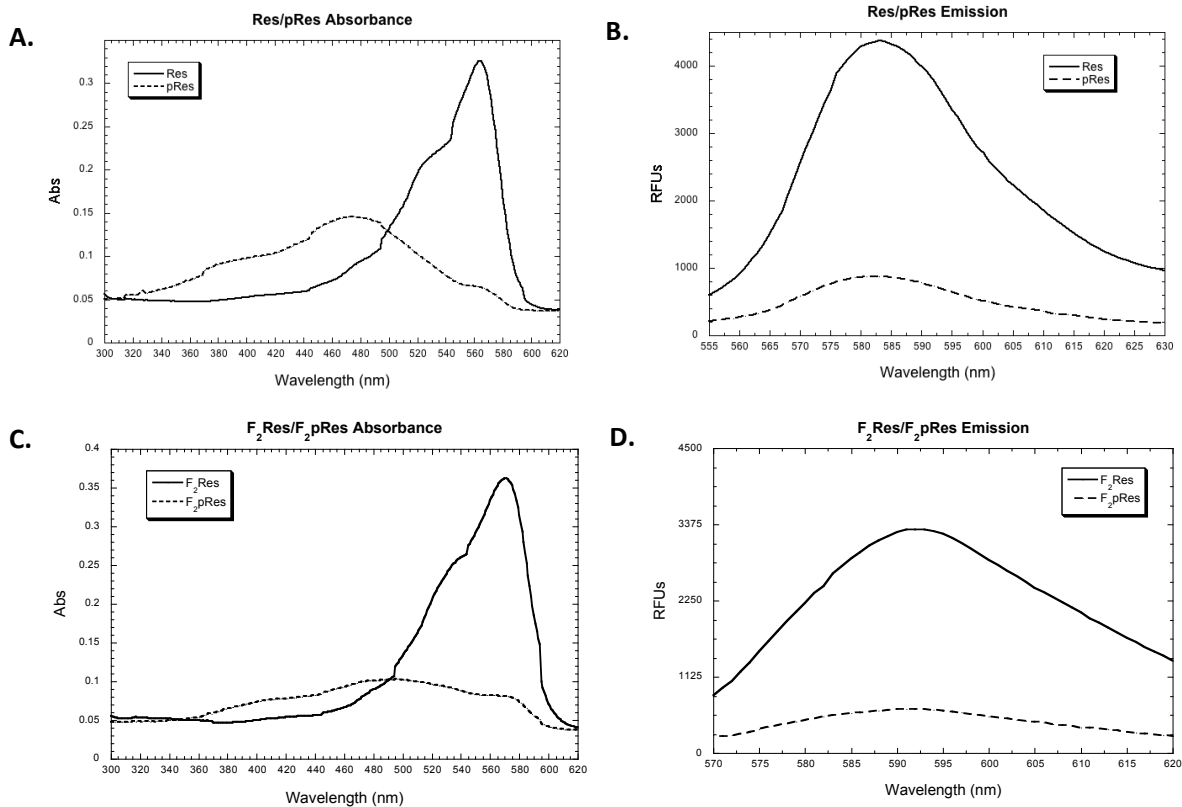 A.
Res/pRes Absorbance
Res
pRes
Abs
0.3
0.25
0.2
0.15
0.1
0.05
0
300 320 340 360 380 400 420 440 460 480 500 520 540 560 580 600 620
Wavelength (nm)
B.
Res/pRes Emission
Res
pRes
RFUs
4000
3000
2000
1000
0
555 560 565 570 575 580 585 590 595 600 605 610 615 620 625 630
Wavelength (nm)
C.
F₂Res/F₂pRes Absorbance
F₂Res
F₂pRes
Abs
0.4
0.35
0.3
0.25
0.2
0.15
0.1
0.05
0
300 320 340 360 380 400 420 440 460 480 500 520 540 560 580 600 620
Wavelength (nm)
D.
F₂Res/F₂pRes Emission
F₂Res
F₂pRes
RFUs
4500
3375
2250
1125
0
570 575 580 585 590 595 600 605 610 615 620
Wavelength (nm)